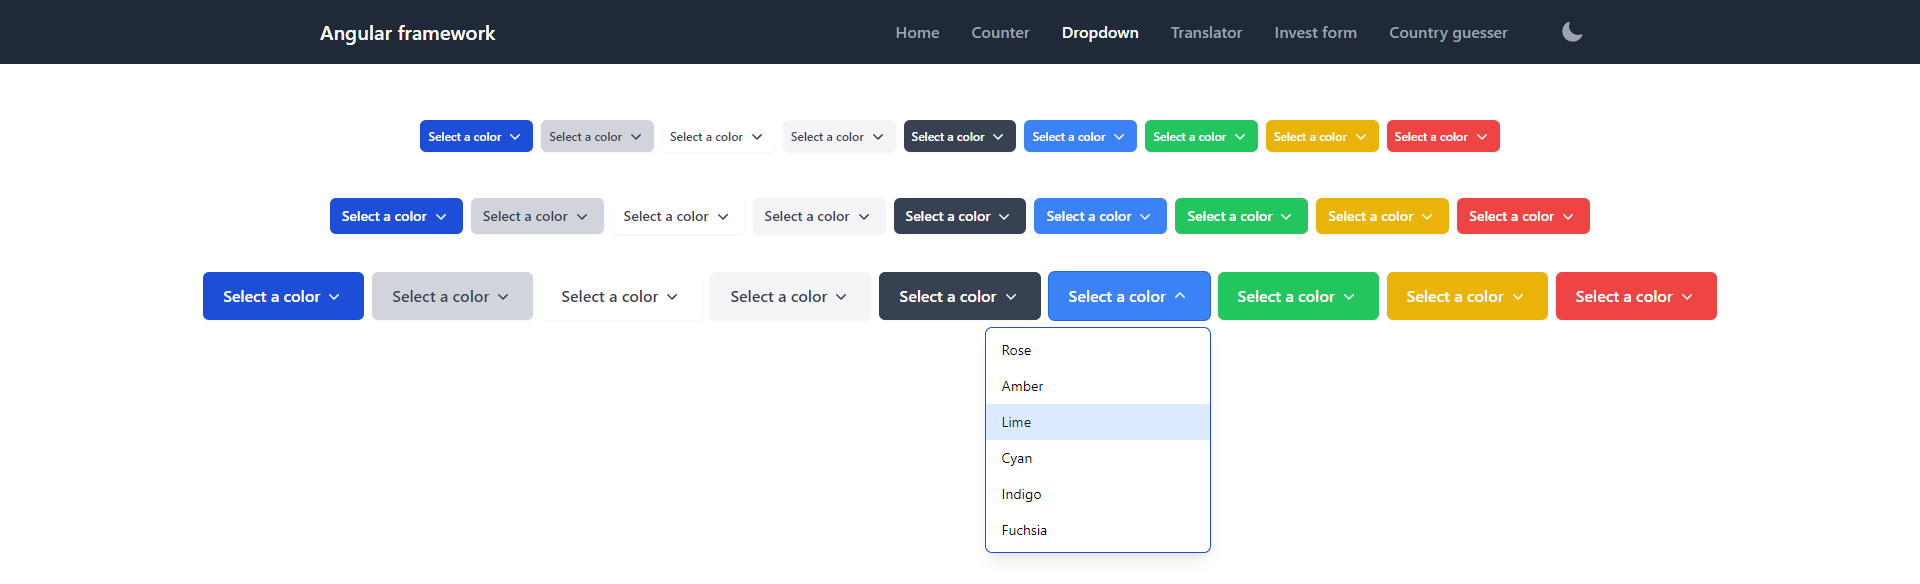 Angular framework Home Counter Dropdown Translator Invest form Country guesser
Select a color Select a color Select a color Select a color Select a color Select a color Select a color Select a color Select a color
Select a color Select a color Select a color Select a color Select a color Select a color Select a color Select a color Select a color
Select a color Select a color Select a color Select a color Select a color Select a color Select a color Select a color Select a color
Rose
Amber
Lime
Cyan
Indigo
Fuchsia